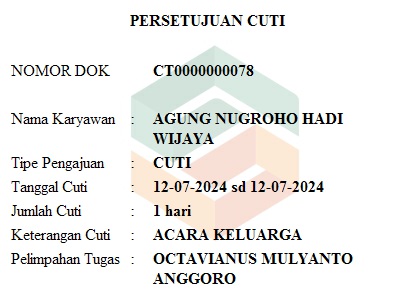 PERSETUJUAN CUTI
NOMOR DOK CT0000000078
Nama Karyawan : AGUNG NUGROHO HADI
WIJAYA
Tipe Pengajuan : CUTI
Tanggal Cuti : 12-07-2024 sd 12-07-2024
Jumlah Cuti : 1 hari
Keterangan Cuti : ACARA KELUARGA
Pelimpahan Tugas : OCTAVIANUS MULYANTO
ANGGORO